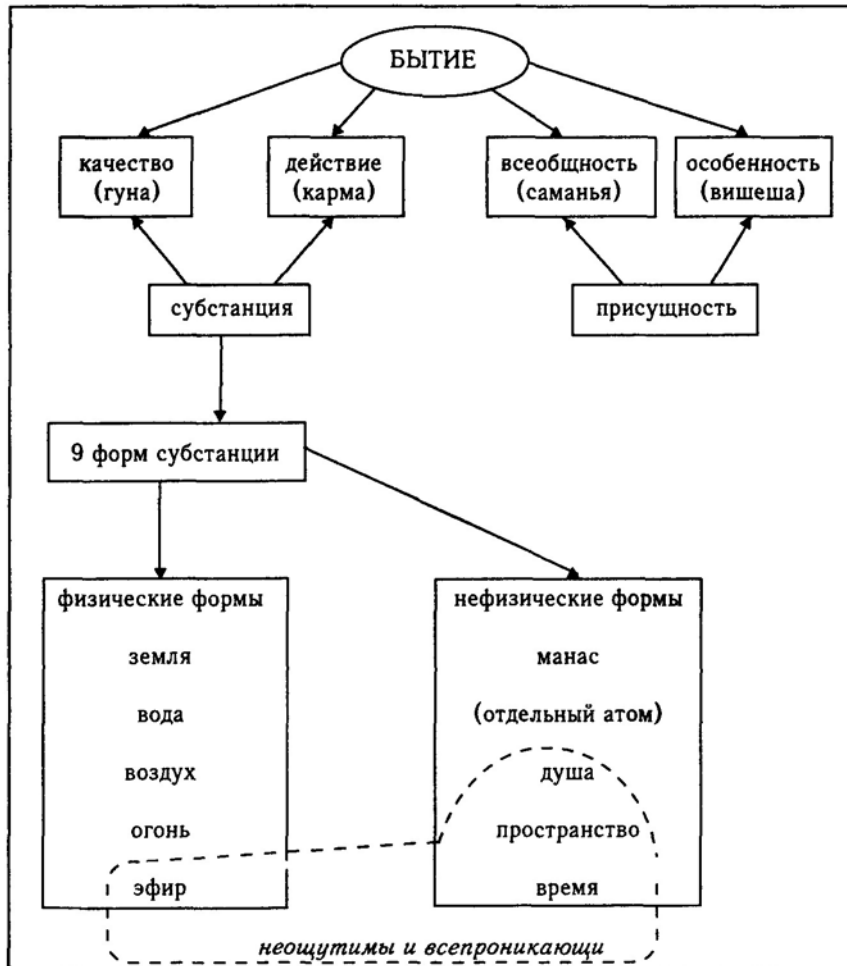 БЫТИЕ
качество
(гуна)
действие
(карма)
всеобщность
(саманья)
особенность
(вишеша)
субстанция
присущность
9 форм субстанции
физические формы
земля
вода
воздух
огонь
эфир
нефизические формы
манас
(отдельный атом)
душа
пространство
время
неощутимы и всепроникающи